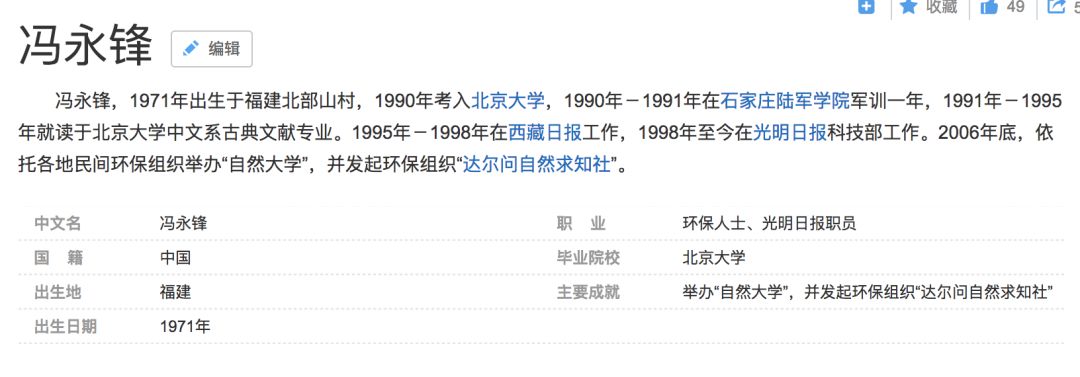 收藏 49 5
冯永锋 编辑
冯永锋，1971年出生于福建北部山村，1990年考入北京大学，1990年－1991年在石家庄陆军学院军训一年，1991年－1995
年就读于北京大学中文系古典文献专业。1995年－1998年在西藏日报工作，1998年至今在光明日报科技部工作。2006年底，依
托各地民间环保组织举办“自然大学”，并发起环保组织“达尔问自然求知社”。
中文名 冯永锋 职 业 环保人士、光明日报职员
国 籍 中国 毕业院校 北京大学
出生地 福建 主要成就 举办“自然大学”，并发起环保组织“达尔问自然求知社”
出生日期 1971年